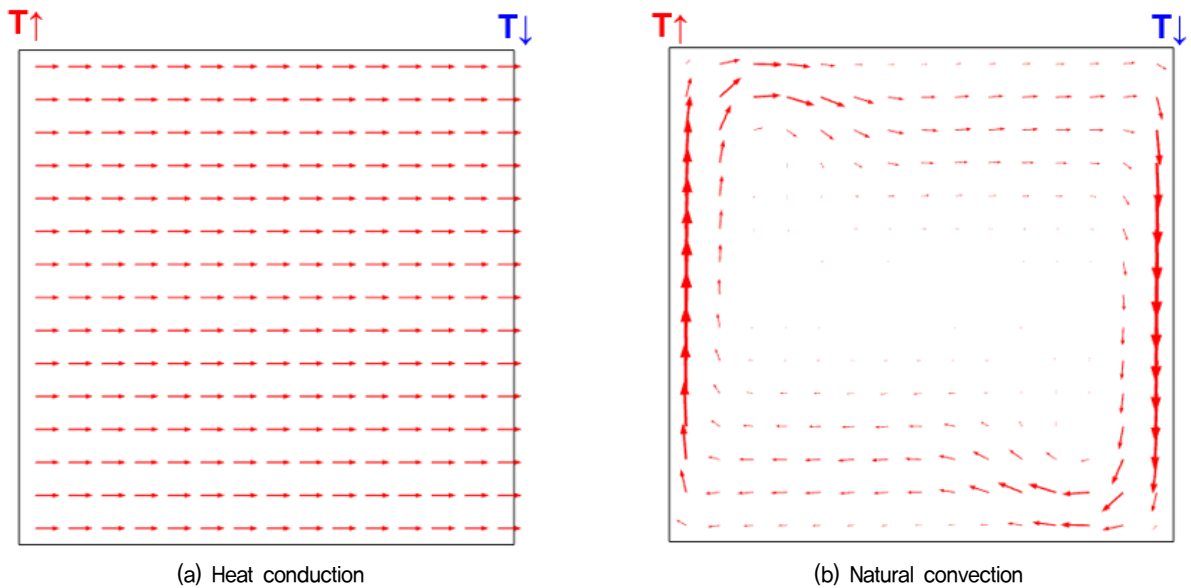 T↑ T↓ T↑ T↓
(a) Heat conduction (b) Natural convection